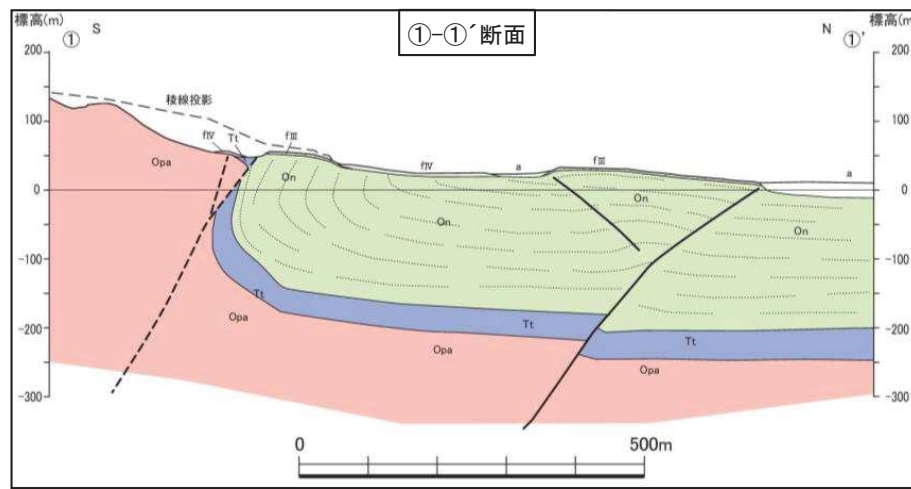 標高(m) ①-①´断面 標高(m)
① S N ①'
200 200
稜線投影
100 100
fⅣ Tt fⅢ
Opa fⅣ a fⅢ a
0 On On 0
On On
-100 -100
Tt
-200 Opa Tt -200
Opa Tt
Opa
-300 -300
0 500m